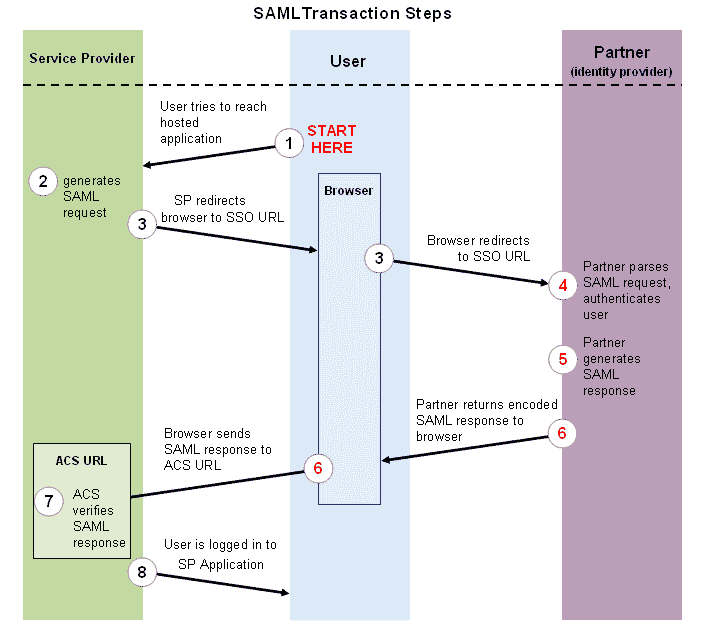 SAMLTransaction Steps
Service Provider
User
Partner
(identity provider)
User tries to reach
hosted
application
1
START
HERE
2
generates
SAML
request
Browser
SP redirects
browser to SSO URL
3
3
Browser redirects
to SSO URL
4
Partner parses
SAML request,
authenticates
user
5
Partner
generates
SAML
response
Partner returns encoded
SAML response to
browser
6
Browser sends
SAML response to
ACS URL
6
ACS URL
7
ACS
verifies
SAML
response
User is logged in to
SP Application
8